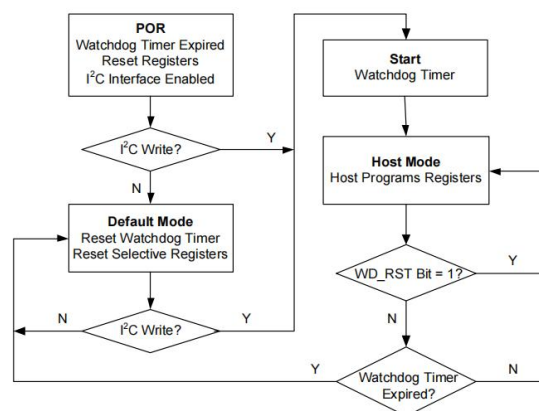 POR
Watchdog Timer Expired
Reset Registers
I²C Interface Enabled
Start
Watchdog Timer
I²C Write?
Y
N
Host Mode
Host Programs Registers
Default Mode
Reset Watchdog Timer
Reset Selective Registers
WD_RST Bit = 1?
Y
N
I²C Write?
N
Y
Watchdog Timer
Expired?
Y
N